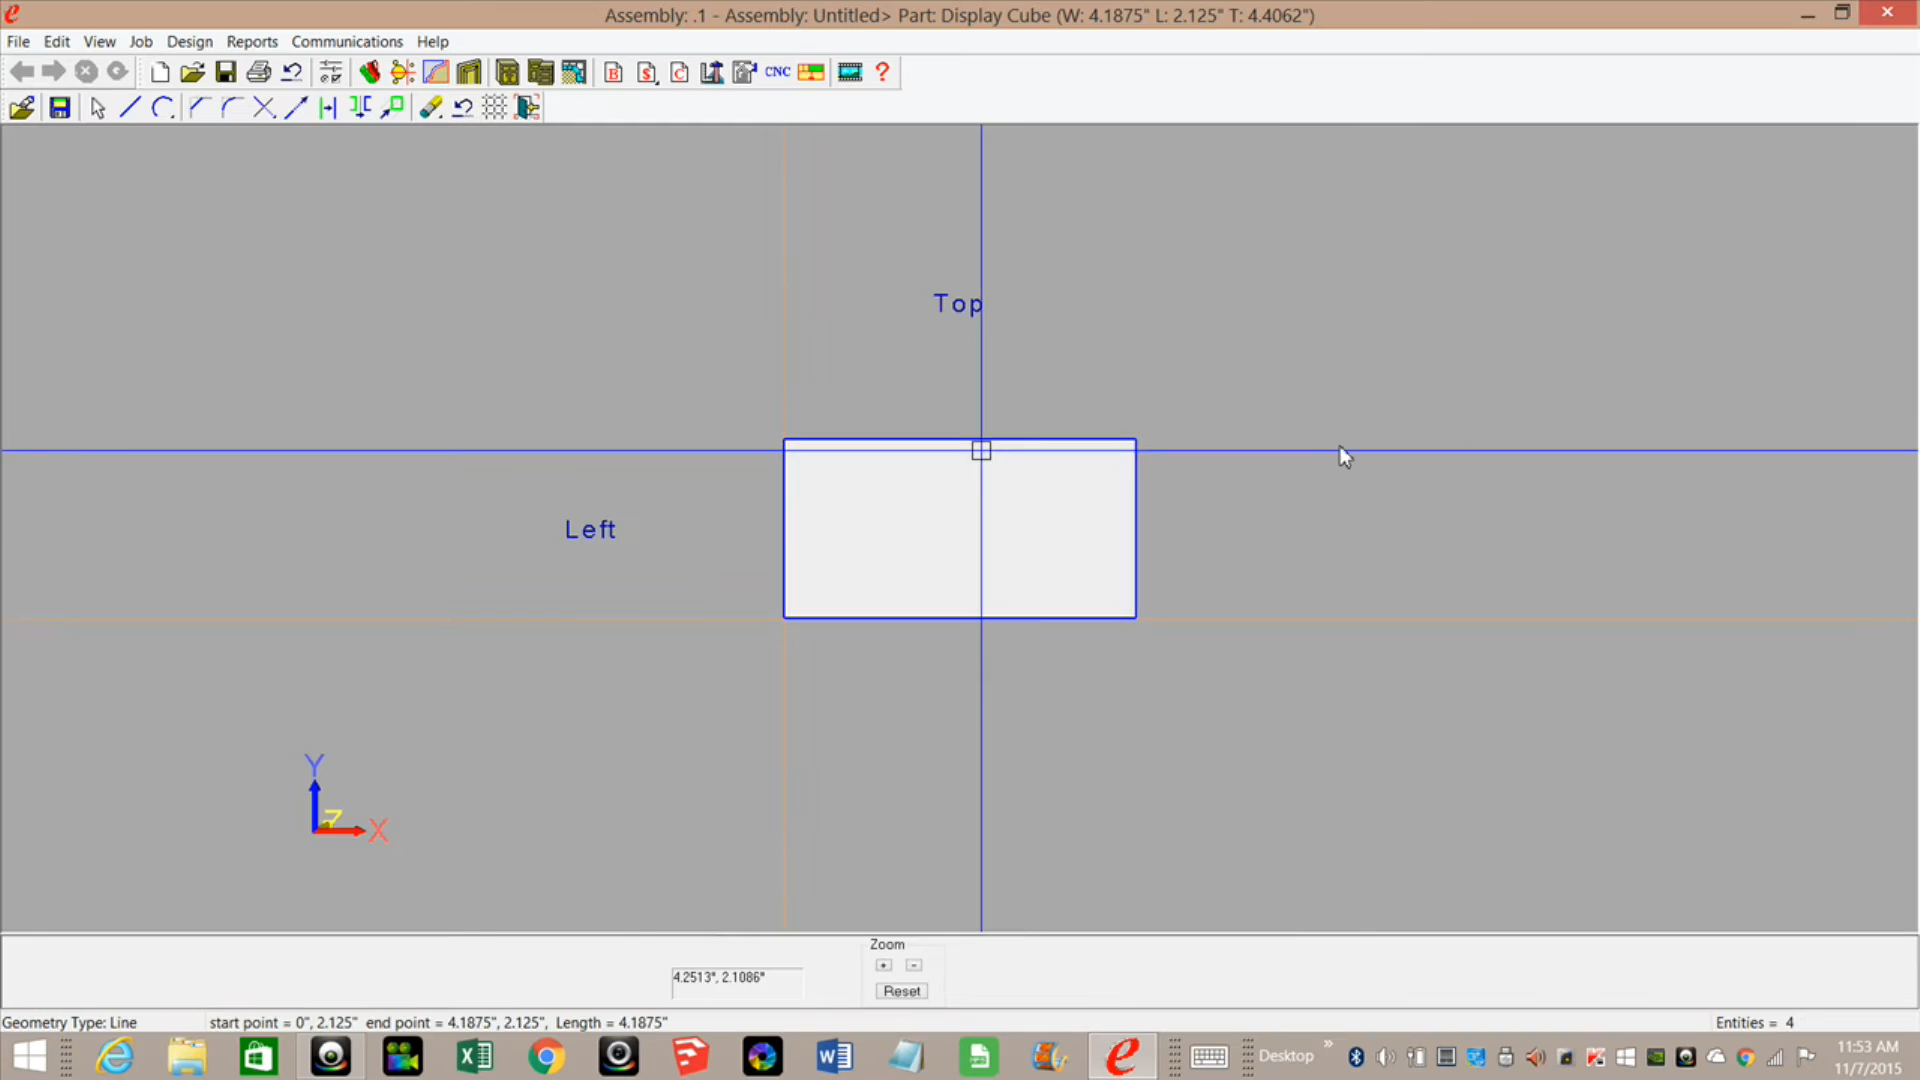 Assembly: .1 - Assembly: Untitled> Part: Display Cube (W: 4.1875" L: 2.125" T: 4.4062")
File Edit View Job Design Reports Communications Help
B $ C CNC ?
Top
Left
Y
Z
X
Zoom
+ -
4.2513", 2.1086"
Reset
Geometry Type: Line start point = 0", 2.125" end point = 4.1875", 2.125", Length = 4.1875" Entities = 4
Desktop
11:53 AM
11/7/2015